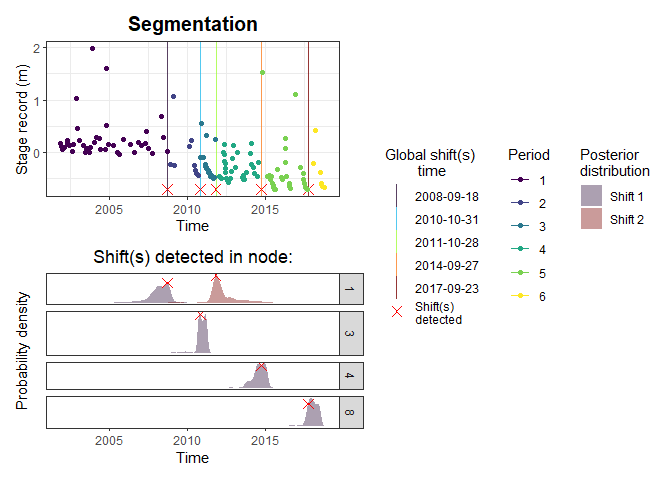 Segmentation
Stage record (m)
2
1
0
2005 2010 2015
Time
Shift(s) detected in node:
Probability density
1
3
4
8
2005 2010 2015
Time
Global shift(s)
time
2008-09-18
2010-10-31
2011-10-28
2014-09-27
2017-09-23
Shift(s)
detected
Period
1
2
3
4
5
6
Posterior
distribution
Shift 1
Shift 2